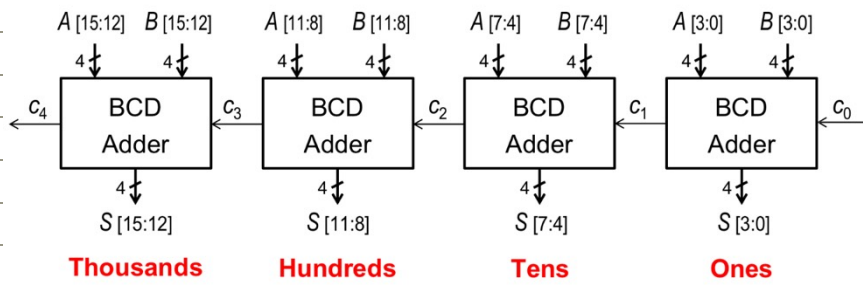 A [15:12] B [15:12] A [11:8] B [11:8] A [7:4] B [7:4] A [3:0] B [3:0]
4 4 4 4 4 4 4 4
c4 BCD Adder c3 BCD Adder c2 BCD Adder c1 BCD Adder c0
4 4 4 4
S [15:12] S [11:8] S [7:4] S [3:0]
Thousands Hundreds Tens Ones